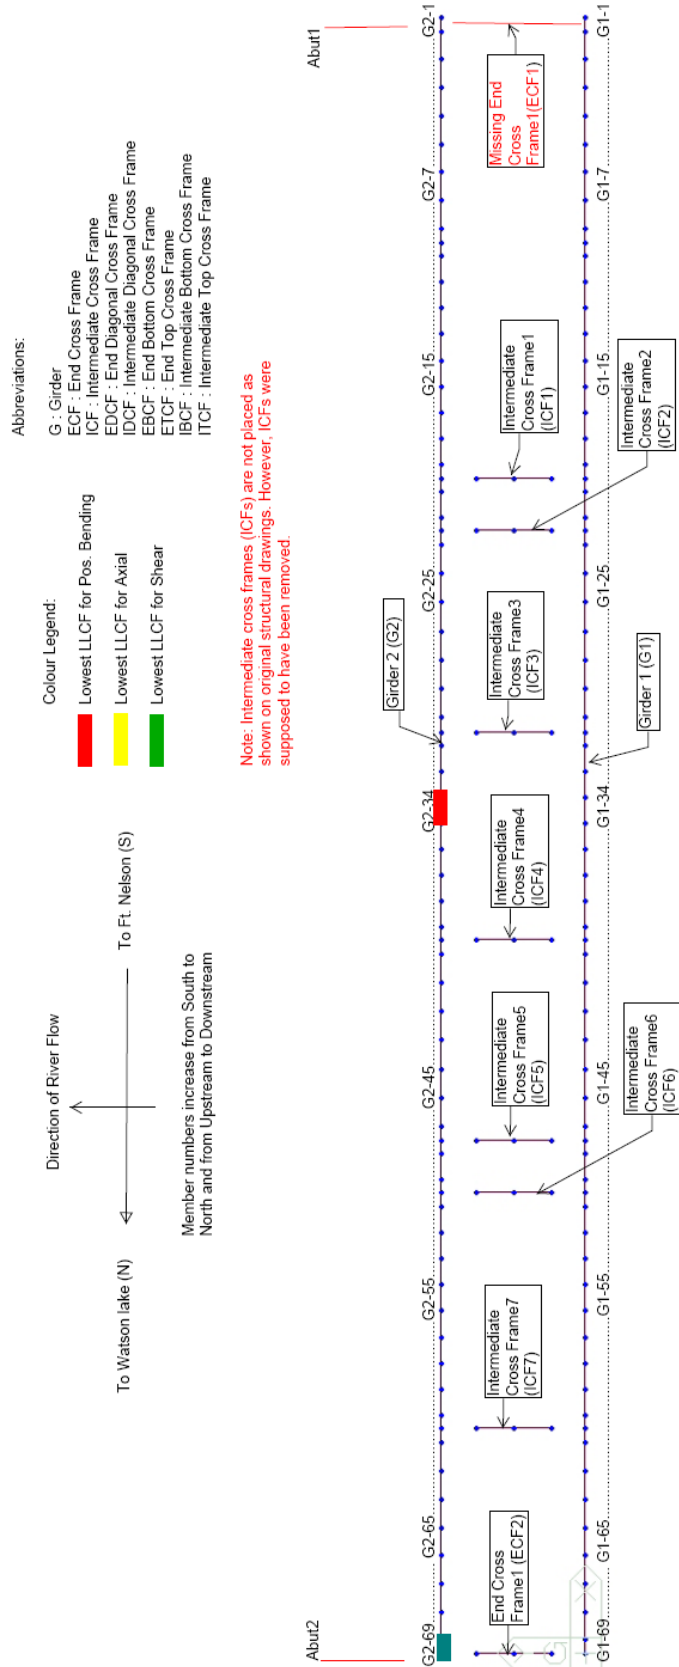 Direction of River Flow
To Watson lake (N)
To Ft. Nelson (S)
Member numbers increase from South to
North and from Upstream to Downstream
Colour Legend:
Lowest LLCF for Pos. Bending
Lowest LLCF for Axial
Lowest LLCF for Shear
Abbreviations:
G : Girder
ECF : End Cross Frame
ICF : Intermediate Cross Frame
EDCF : End Diagonal Cross Frame
IDCF : Intermediate Diagonal Cross Frame
EBCF : End Bottom Cross Frame
ETCF : End Top Cross Frame
IBCF : Intermediate Bottom Cross Frame
ITCF : Intermediate Top Cross Frame
Note: Intermediate cross frames (ICFs) are not placed as
shown on original structural drawings. However, ICFs were
supposed to have been removed.
Abut2
Abut1
Girder 2 (G2)
G2-69
G2-65
G2-55
G2-45
G2-34
G2-25
G2-15
G2-7
G2-1
End Cross
Frame1 (ECF2)
Intermediate
Cross Frame7
(ICF7)
Intermediate
Cross Frame5
(ICF5)
Intermediate
Cross Frame4
(ICF4)
Intermediate
Cross Frame3
(ICF3)
Intermediate
Cross Frame1
(ICF1)
Missing End
Cross
Frame1(ECF1)
G1-69
G1-65
G1-55
G1-45
G1-34
G1-25
G1-15
G1-7
G1-1
Intermediate
Cross Frame6
(ICF6)
Girder 1 (G1)
Intermediate
Cross Frame2
(ICF2)
X